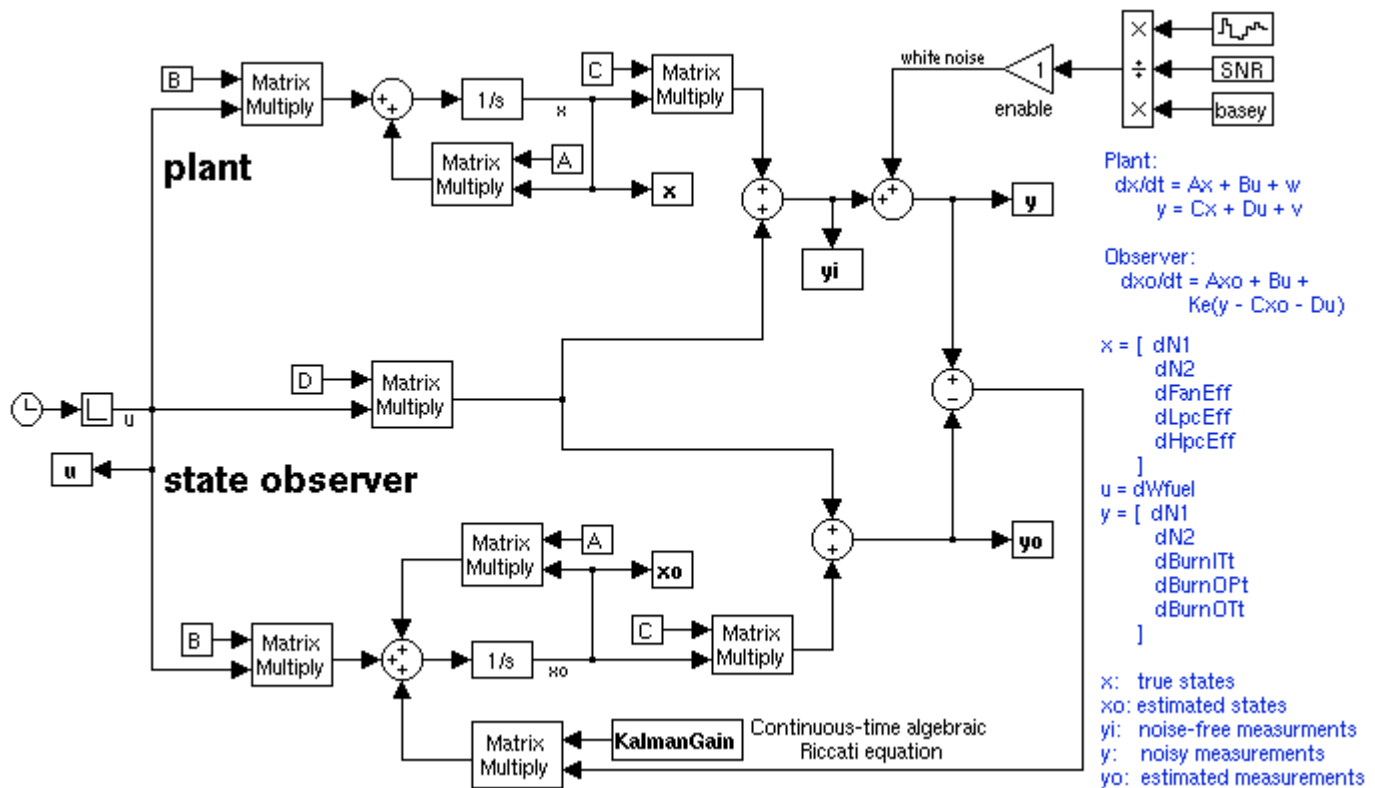 white noise
SNR
basey
1
enable
B
Matrix
Multiply
1/s
x
C
Matrix
Multiply
Matrix
Multiply
A
x
plant
y
yi
D
Matrix
Multiply
u
u
state observer
Matrix
Multiply
A
xo
yo
B
Matrix
Multiply
1/s
xo
C
Matrix
Multiply
Matrix
Multiply
KalmanGain
Continuous-time algebraic
Riccati equation
Plant:
dx/dt = Ax + Bu + w
y = Cx + Du + v
Observer:
dxo/dt = Axo + Bu +
Ke(y - Cxo - Du)
x = [ dN1
dN2
dFanEff
dLpcEff
dHpcEff
]
u = dWfuel
y = [ dN1
dN2
dBurnITt
dBurnOPt
dBurnOTt
]
x: true states
xo: estimated states
yi: noise-free measurments
y: noisy measurements
yo: estimated measurements